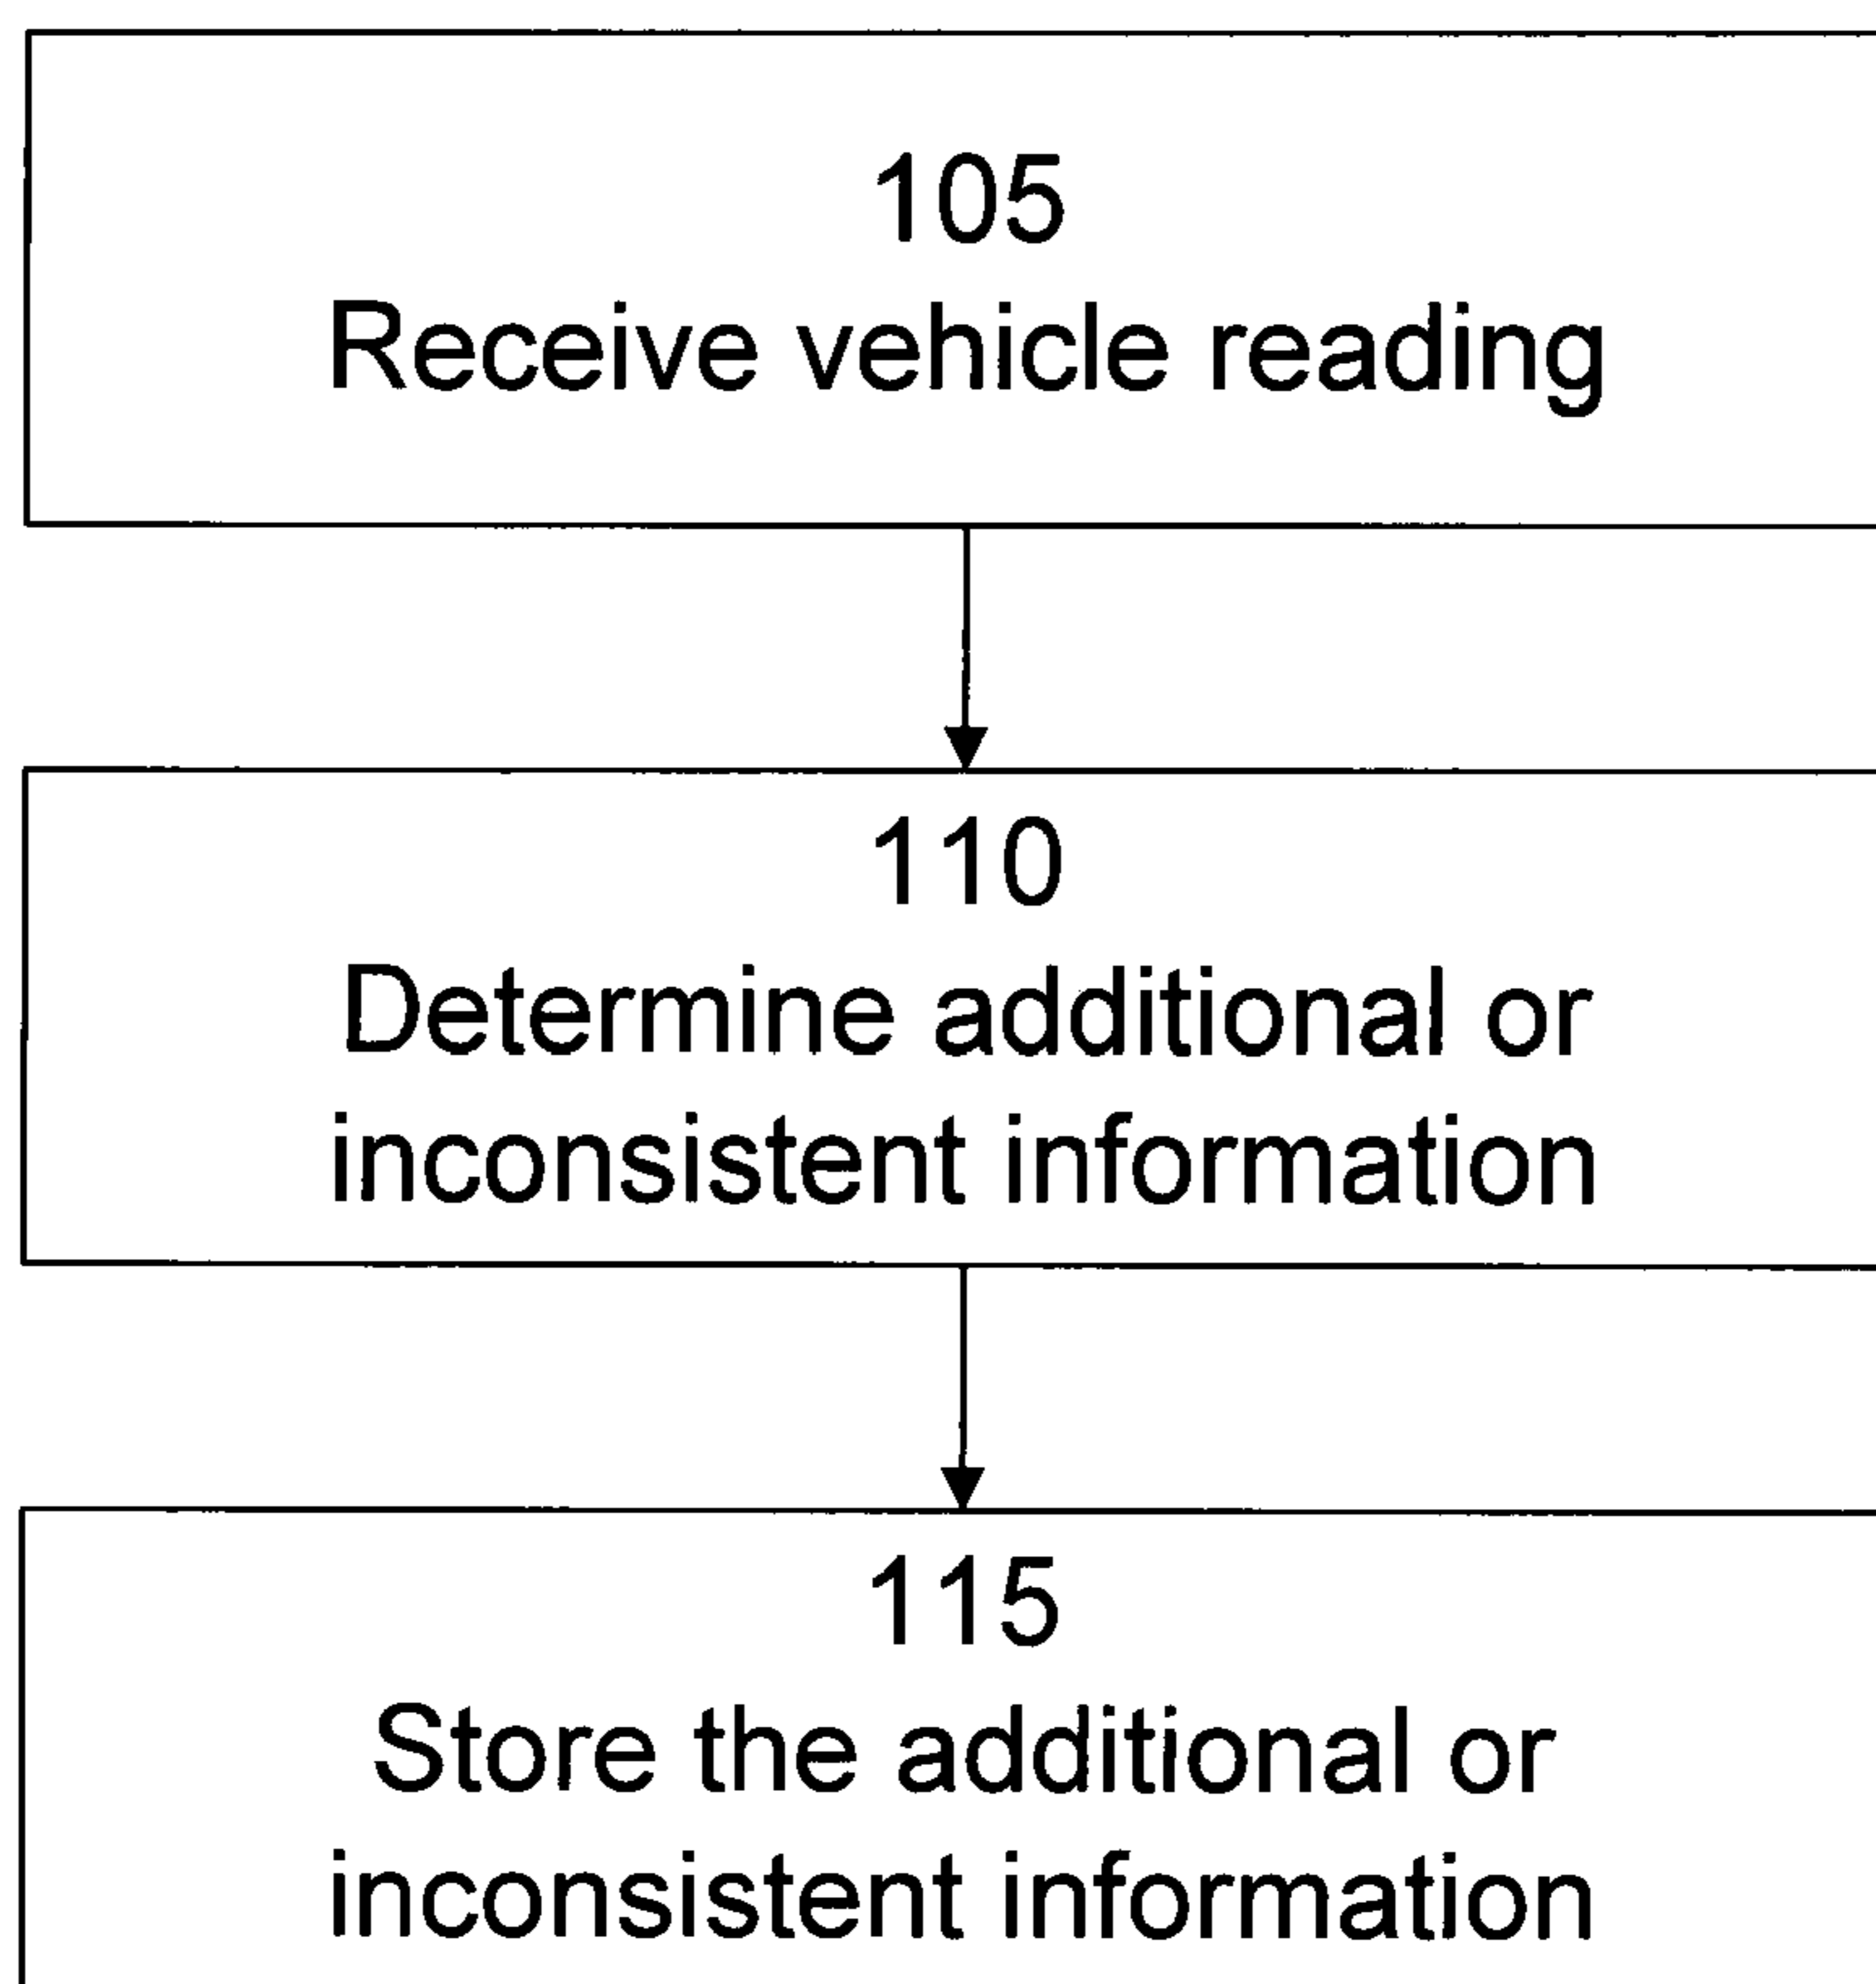 105
Receive vehicle reading
110
Determine additional or
inconsistent information
115
Store the additional or
inconsistent information